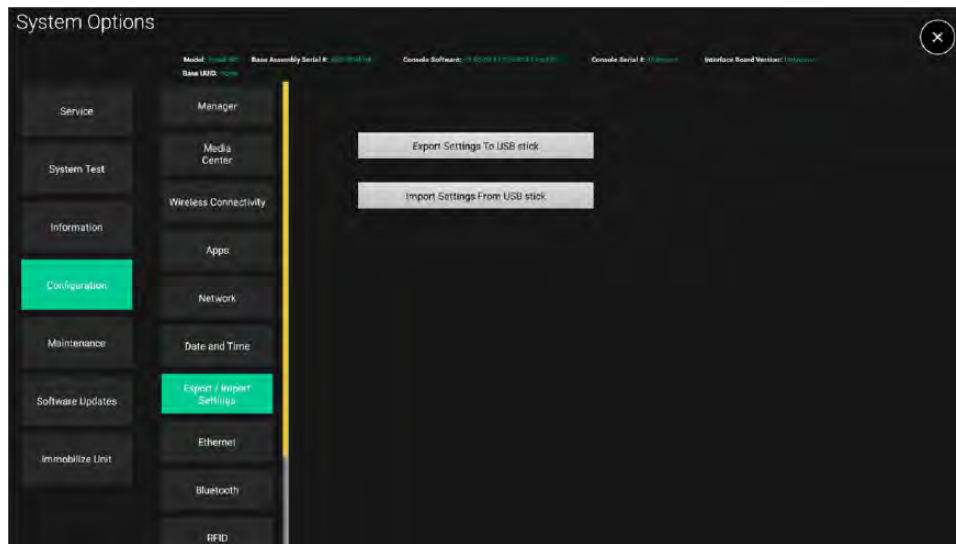 System Options
Model: Base Assembly Serial #: Console Software: Console Serial #: Interface Board Version: Unknown
Base UUID: None
Service
System Test
Information
Configuration
Maintenance
Software Updates
Immobilize Unit
Manager
Media
Center
Wireless Connectivity
Apps
Network
Date and Time
Export / Import
Settings
Ethernet
Bluetooth
RFID
Export Settings To USB stick
Import Settings From USB stick